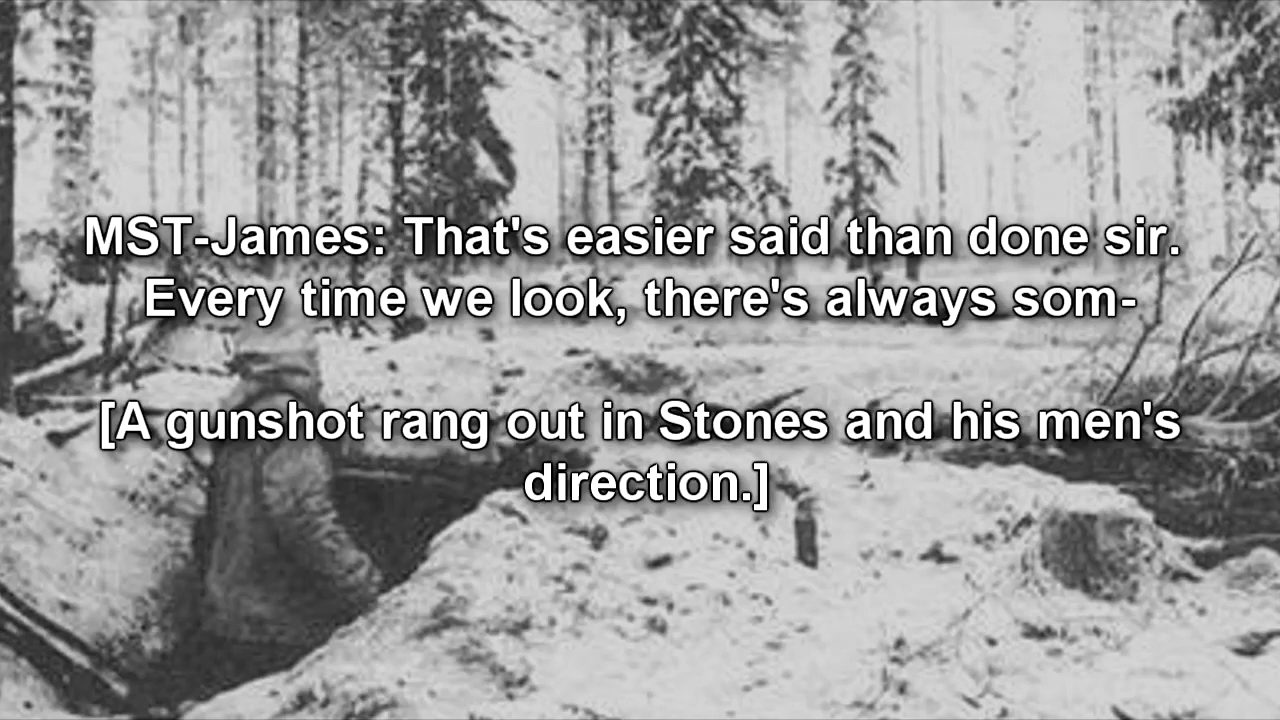 MST-James: That's easier said than done sir.
Every time we look, there's always som-
[A gunshot rang out in Stones and his men's
direction.]